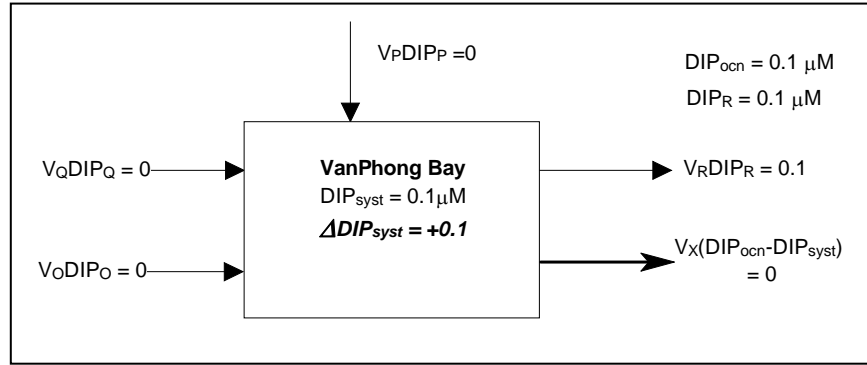 VPDIPP =0
DIPocn = 0.1 μM
DIPR = 0.1 μM
VQDIPQ = 0
VanPhong Bay
DIPsyst = 0.1μM
ΔDIPsyst = +0.1
VRDIPR = 0.1
VODIPO = 0
VX(DIPocn-DIPsyst)
= 0